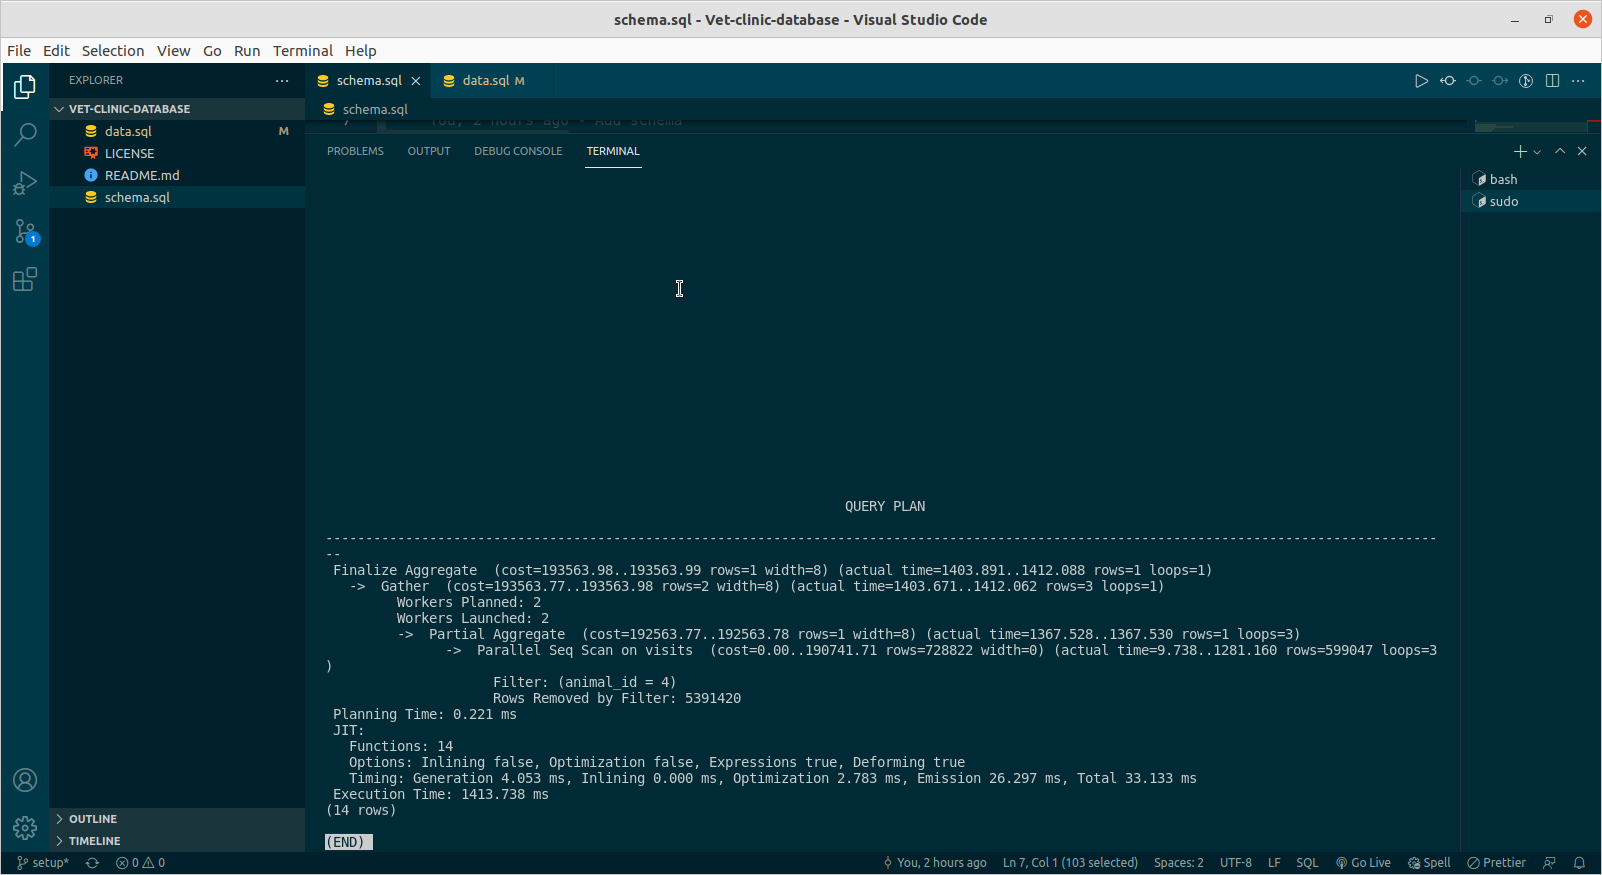 schema.sql - Vet-clinic-database - Visual Studio Code
File Edit Selection View Go Run Terminal Help
EXPLORER
VET-CLINIC-DATABASE
data.sql M
LICENSE
README.md
schema.sql
1
OUTLINE
TIMELINE
schema.sql
data.sql M
schema.sql
7 You, 2 hours ago • Add schema
PROBLEMS OUTPUT DEBUG CONSOLE TERMINAL
bash
sudo
QUERY PLAN
-------------------------------------------------------------------------------------------------------------------------------------------
--
Finalize Aggregate (cost=193563.98..193563.99 rows=1 width=8) (actual time=1403.891..1412.088 rows=1 loops=1)
-> Gather (cost=193563.77..193563.98 rows=2 width=8) (actual time=1403.671..1412.062 rows=3 loops=1)
Workers Planned: 2
Workers Launched: 2
-> Partial Aggregate (cost=192563.77..192563.78 rows=1 width=8) (actual time=1367.528..1367.530 rows=1 loops=3)
-> Parallel Seq Scan on visits (cost=0.00..190741.71 rows=728822 width=0) (actual time=9.738..1281.160 rows=599047 loops=3
)
Filter: (animal_id = 4)
Rows Removed by Filter: 5391420
Planning Time: 0.221 ms
JIT:
Functions: 14
Options: Inlining false, Optimization false, Expressions true, Deforming true
Timing: Generation 4.053 ms, Inlining 0.000 ms, Optimization 2.783 ms, Emission 26.297 ms, Total 33.133 ms
Execution Time: 1413.738 ms
(14 rows)
(END)
setup* 0 0 You, 2 hours ago Ln 7, Col 1 (103 selected) Spaces: 2 UTF-8 LF SQL Go Live Spell Prettier